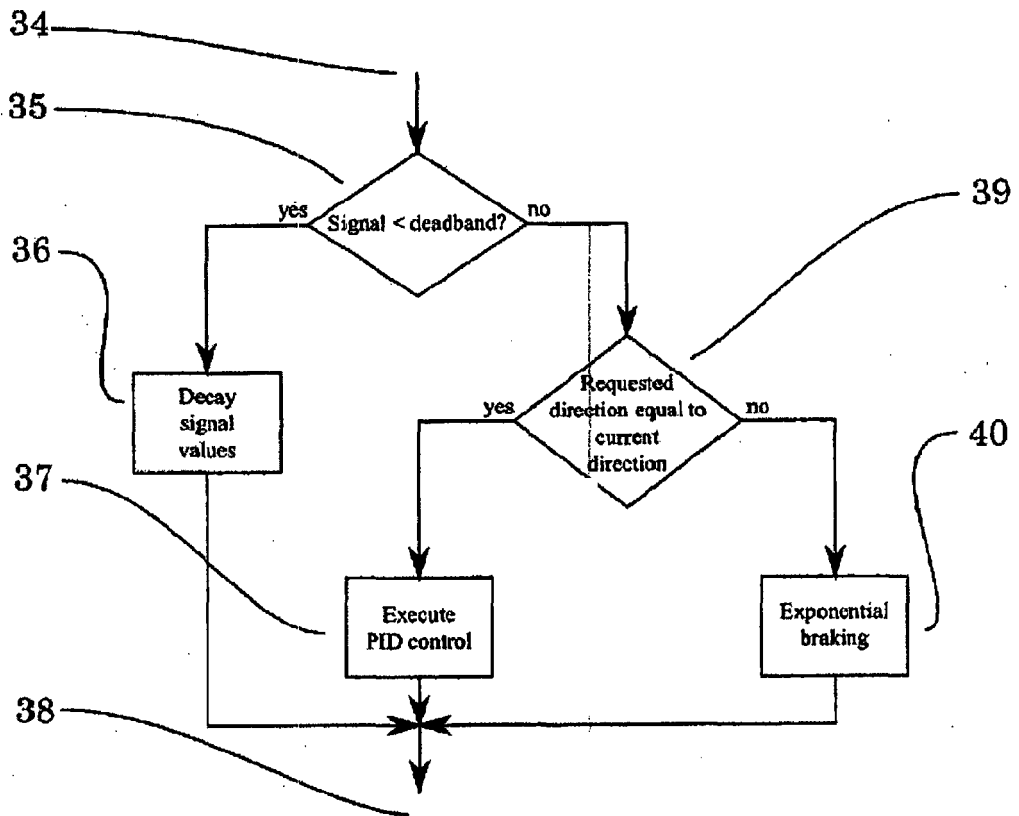 34
35
yes
Signal < deadband?
no
39
36
Decay
signal
values
yes
Requested
direction equal to
current
direction
no
40
37
Execute
PID control
Exponential
braking
38